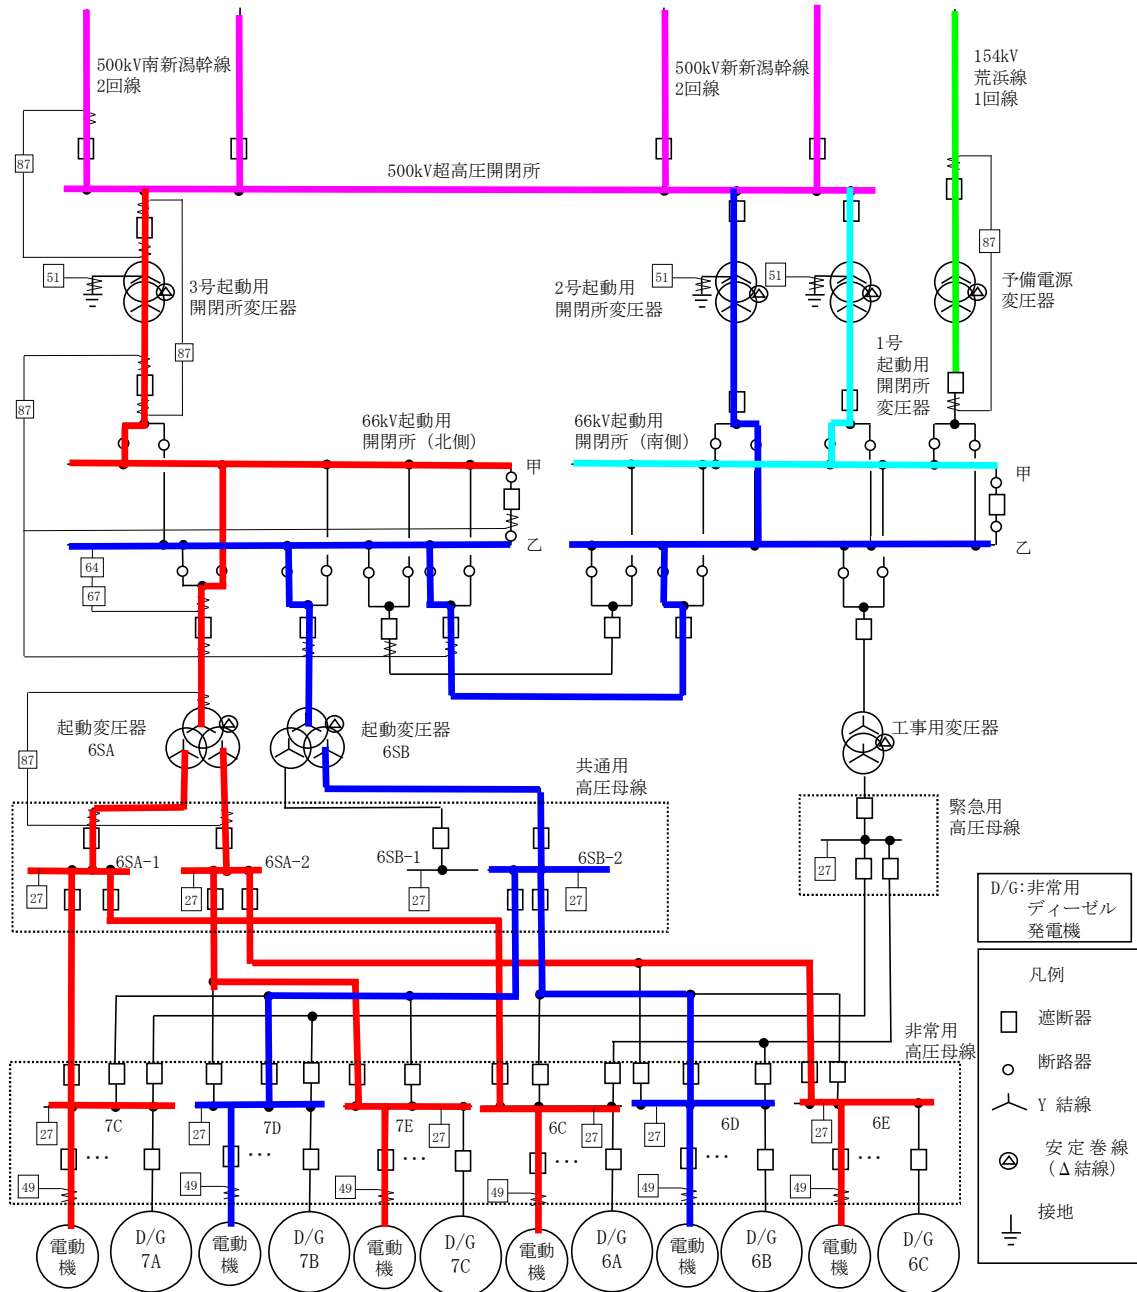 500kV南新潟幹線
2回線
500kV新新潟幹線
2回線
154kV
荒浜線
1回線
87
500kV超高圧開閉所
87
51
3号起動用
開閉所変圧器
51
2号起動用
開閉所変圧器
51
予備電源
変圧器
87
87
1号
起動用
開閉所
変圧器
66kV起動用
開閉所（北側）
66kV起動用
開閉所（南側）
甲
甲
乙
乙
64
67
起動変圧器
6SA
起動変圧器
6SB
工事用変圧器
87
共通用
高圧母線
緊急用
高圧母線
6SA-1
6SA-2
6SB-1
6SB-2
27
27
27
27
27
D/G:非常用
ディーゼル
発電機
凡例
遮断器
断路器
Y 結線
安定巻線
(Δ結線)
接地
非常用
高圧母線
27
7C
7D
7E
27
6C
27
27
6D
27
6E
…
…
…
…
…
49
49
49
49
49
電動
機
D/G
7A
電動
機
D/G
7B
電動
機
D/G
7C
電動
機
D/G
6A
電動
機
D/G
6B
電動
機
D/G
6C